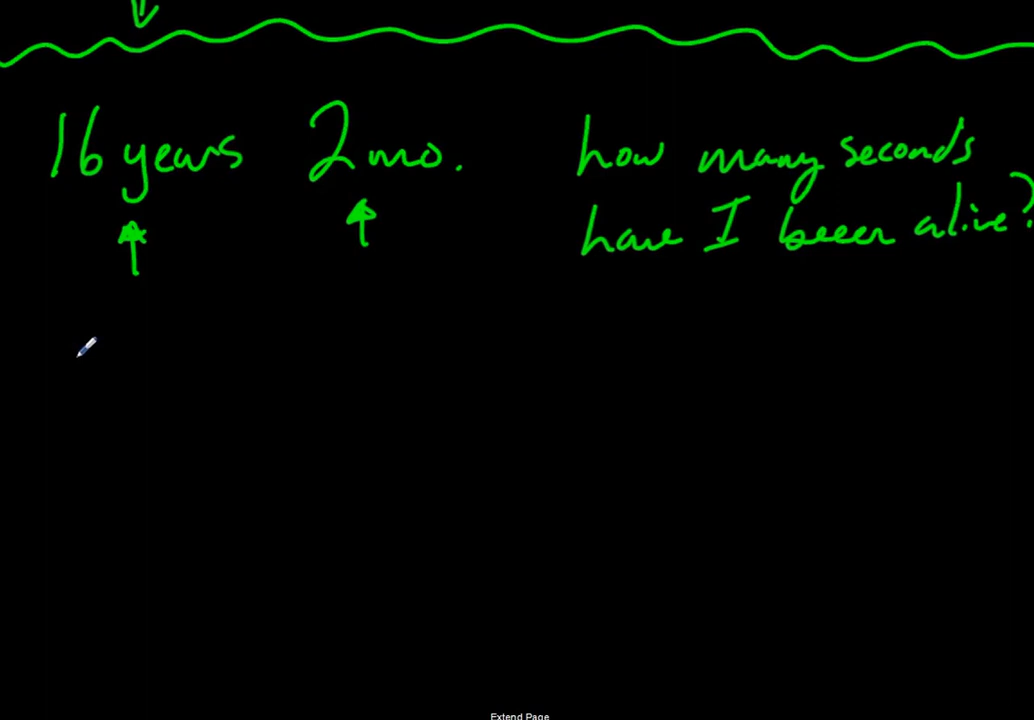 16 years 2 mo. how many seconds
have I been alive?
Extend Page